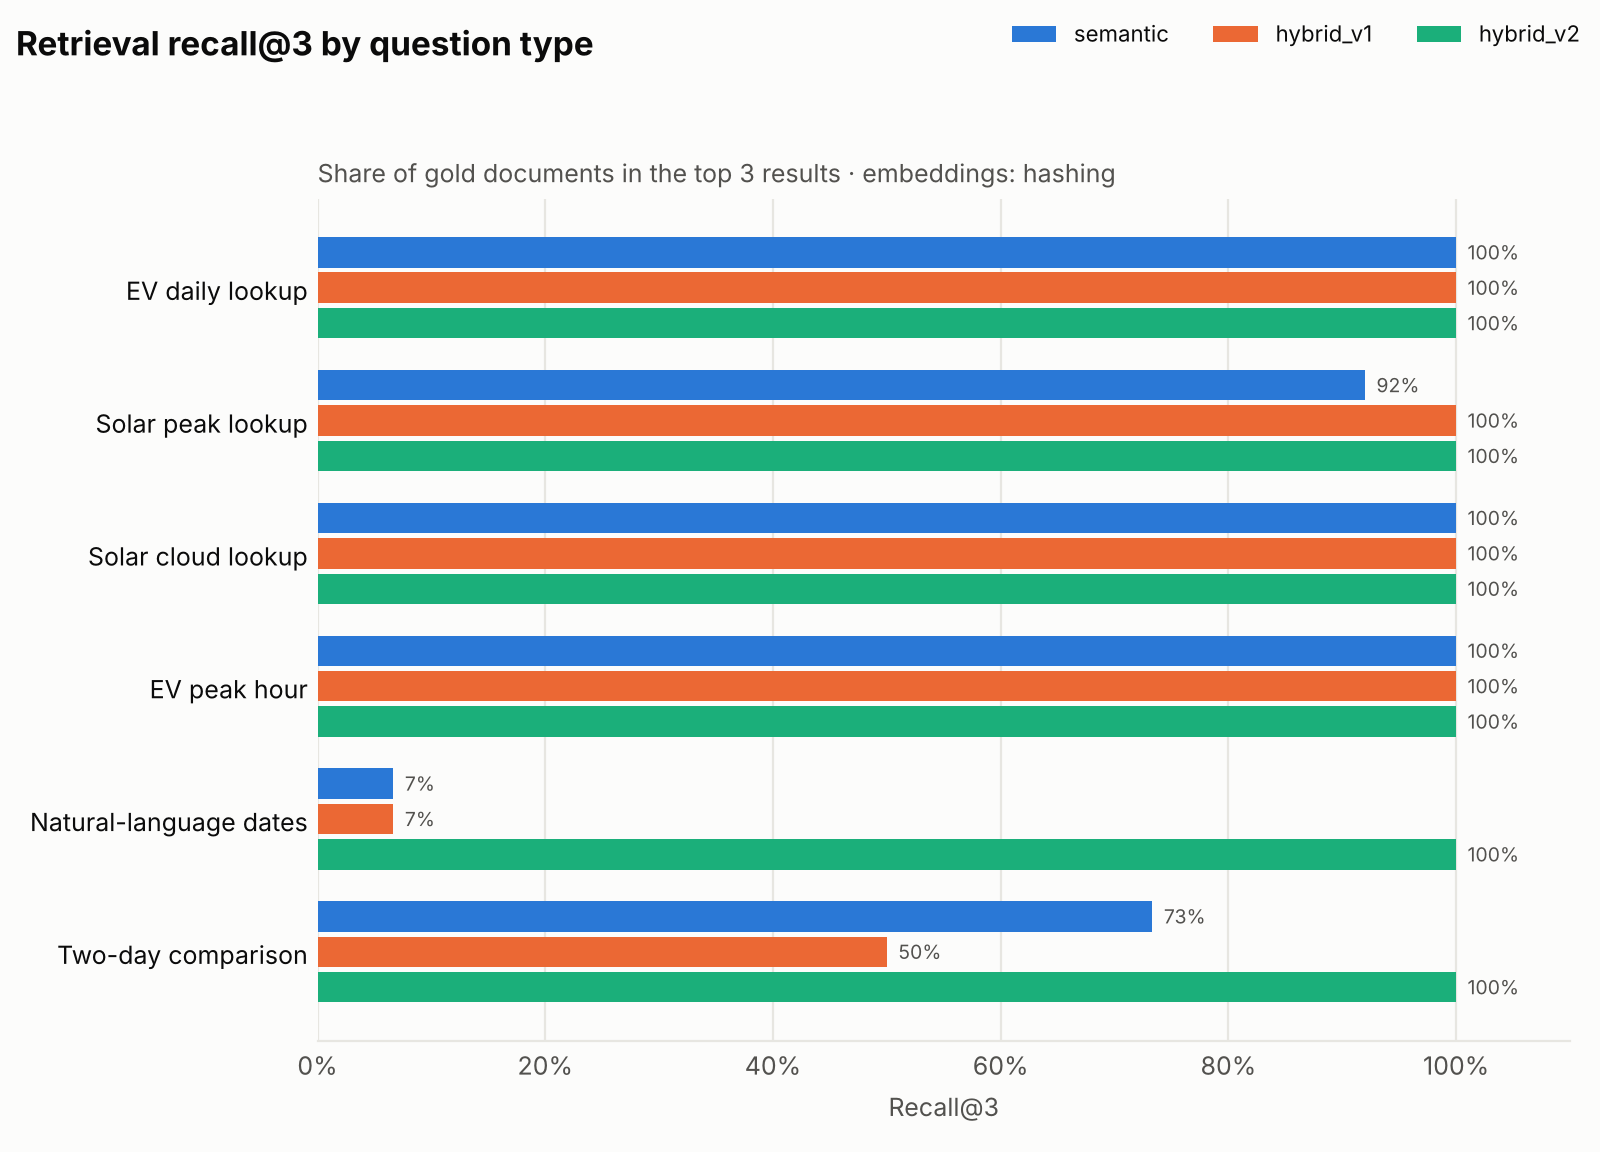 Retrieval recall@3 by question type
semantic
hybrid_v1
hybrid_v2
Share of gold documents in the top 3 results · embeddings: hashing
EV daily lookup
100%
100%
100%
Solar peak lookup
92%
100%
100%
Solar cloud lookup
100%
100%
100%
EV peak hour
100%
100%
100%
Natural-language dates
7%
7%
100%
Two-day comparison
73%
50%
100%
0% 20% 40% 60% 80% 100%
Recall@3